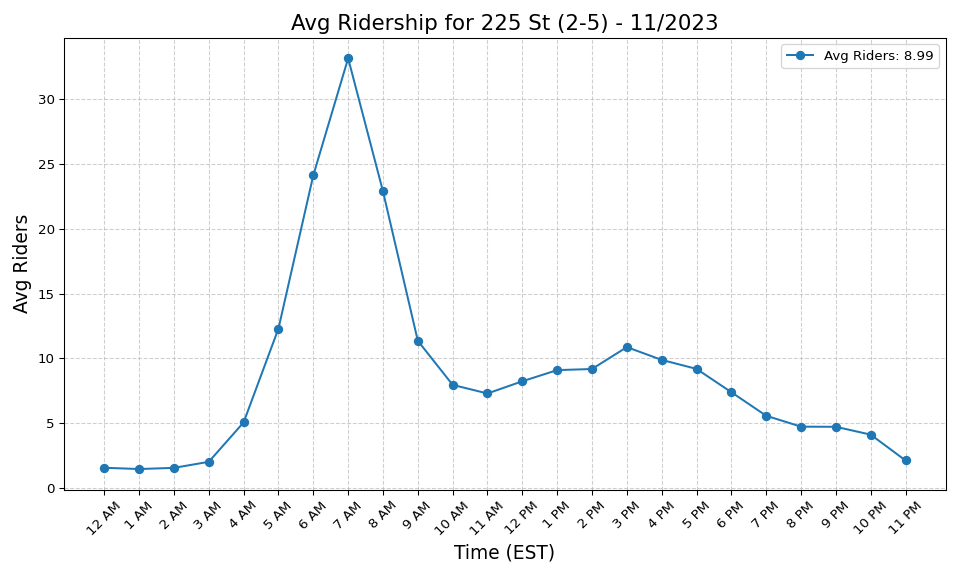 Avg Ridership for 225 St (2-5) - 11/2023
Avg Riders: 8.99
Avg Riders
30
25
20
15
10
5
0
12 AM
1 AM
2 AM
3 AM
4 AM
5 AM
6 AM
7 AM
8 AM
9 AM
10 AM
11 AM
12 PM
1 PM
2 PM
3 PM
4 PM
5 PM
6 PM
7 PM
8 PM
9 PM
10 PM
11 PM
Time (EST)